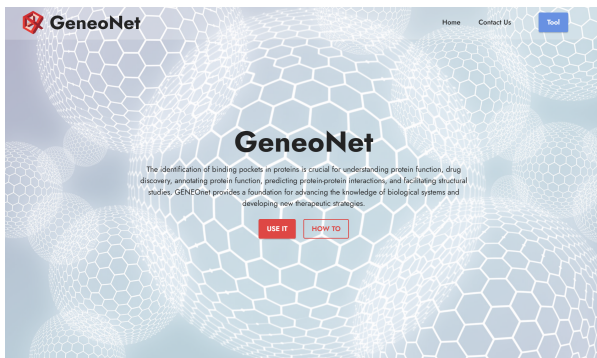 GeneoNet
Home
Contact Us
Tool
GeneoNet
The identification of binding pockets in proteins is crucial for understanding protein function, drug
discovery, annotating protein function, predicting protein-protein interactions, and facilitating structural
studies. GENEOnet provides a foundation for advancing the knowledge of biological systems and
developing new therapeutic strategies.
USE IT
HOW TO